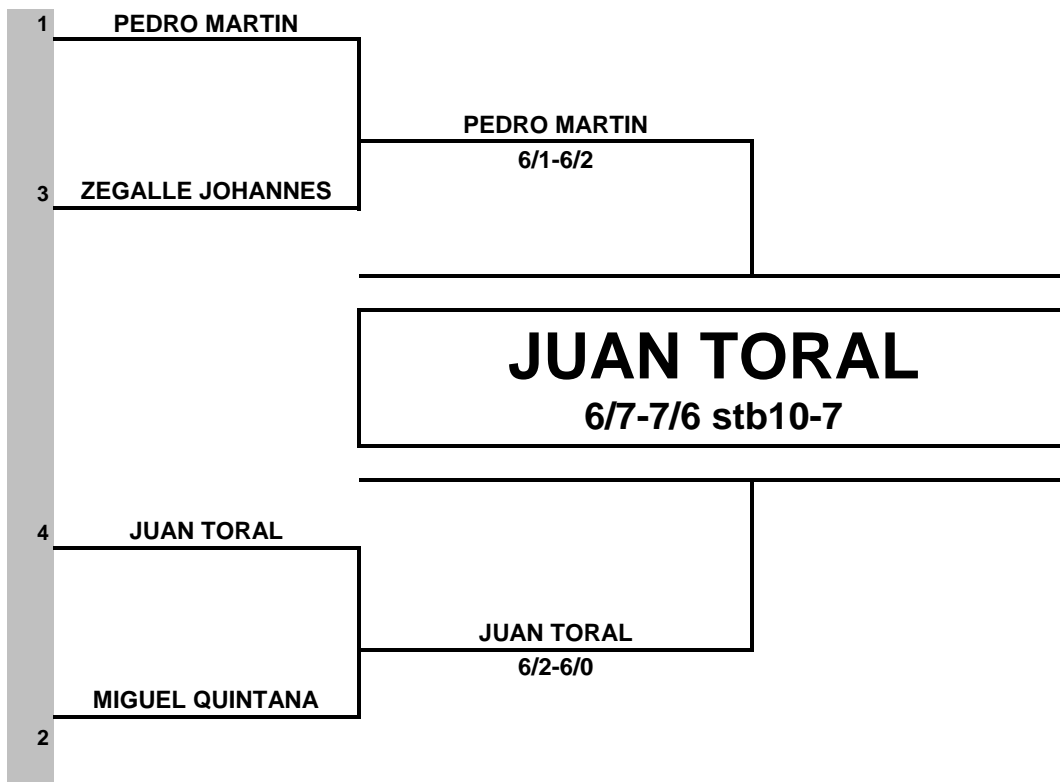 1 PEDRO MARTIN
PEDRO MARTIN
6/1-6/2
3 ZEGALLE JOHANNES
JUAN TORAL
6/7-7/6 stb10-7
4 JUAN TORAL
JUAN TORAL
6/2-6/0
MIGUEL QUINTANA
2